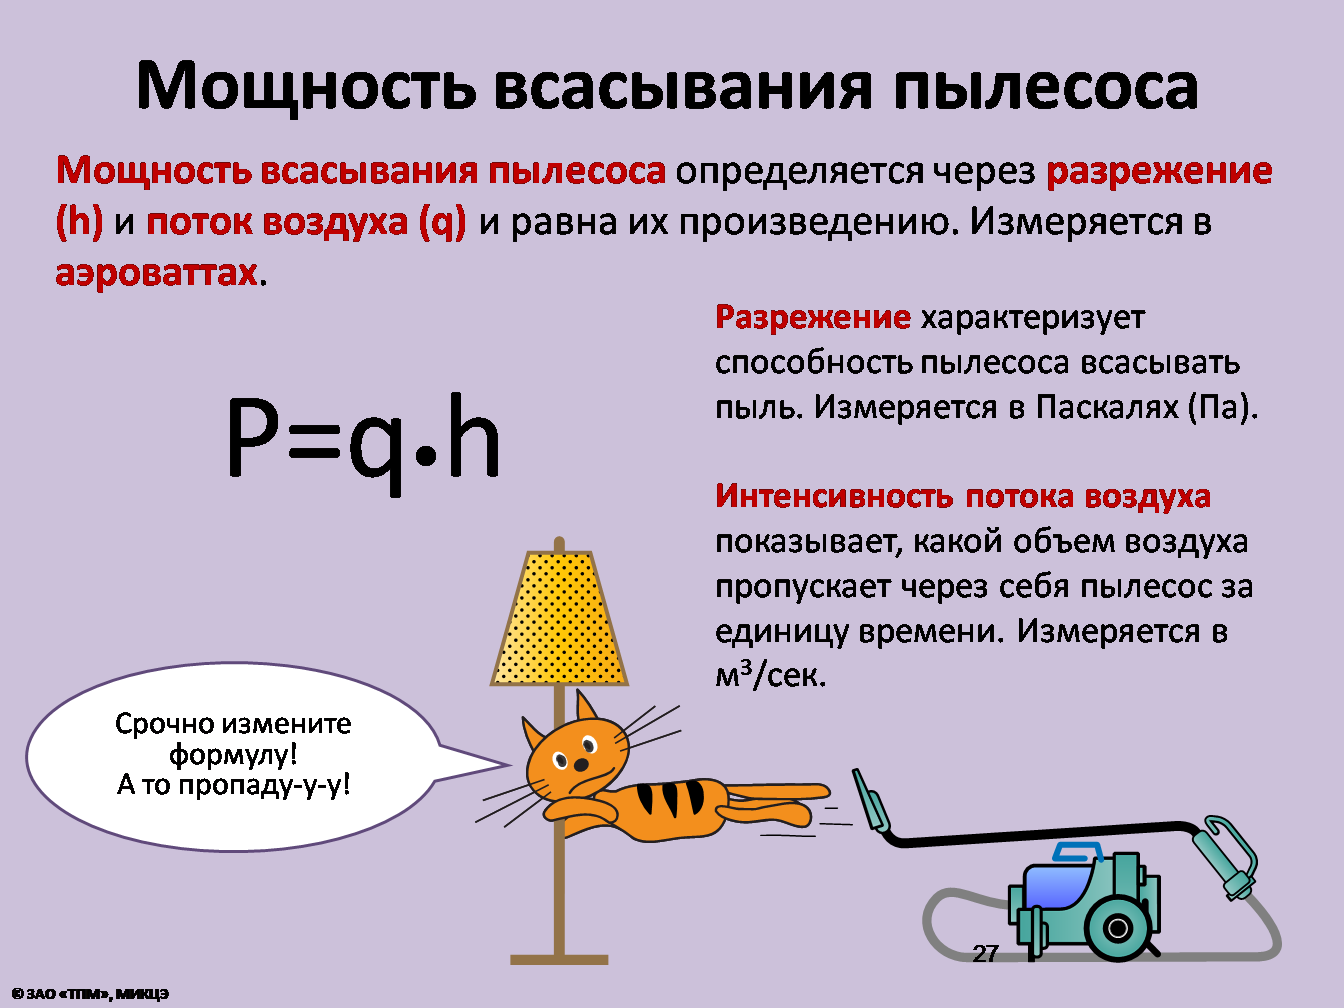 Мощность всасывания пылесоса
Мощность всасывания пылесоса определяется через разрежение
(h) и поток воздуха (q) и равна их произведению. Измеряется в
аэроваттах.
Разрежение характеризует
способность пылесоса всасывать
пыль. Измеряется в Паскалях (Па).
P=q•h
Интенсивность потока воздуха
показывает, какой объем воздуха
пропускает через себя пылесос за
единицу времени. Измеряется в
м³/сек.
Срочно измените
формулу!
А то пропаду-у-у!
27
© ЗАО «ТПМ», МИКЦЭ